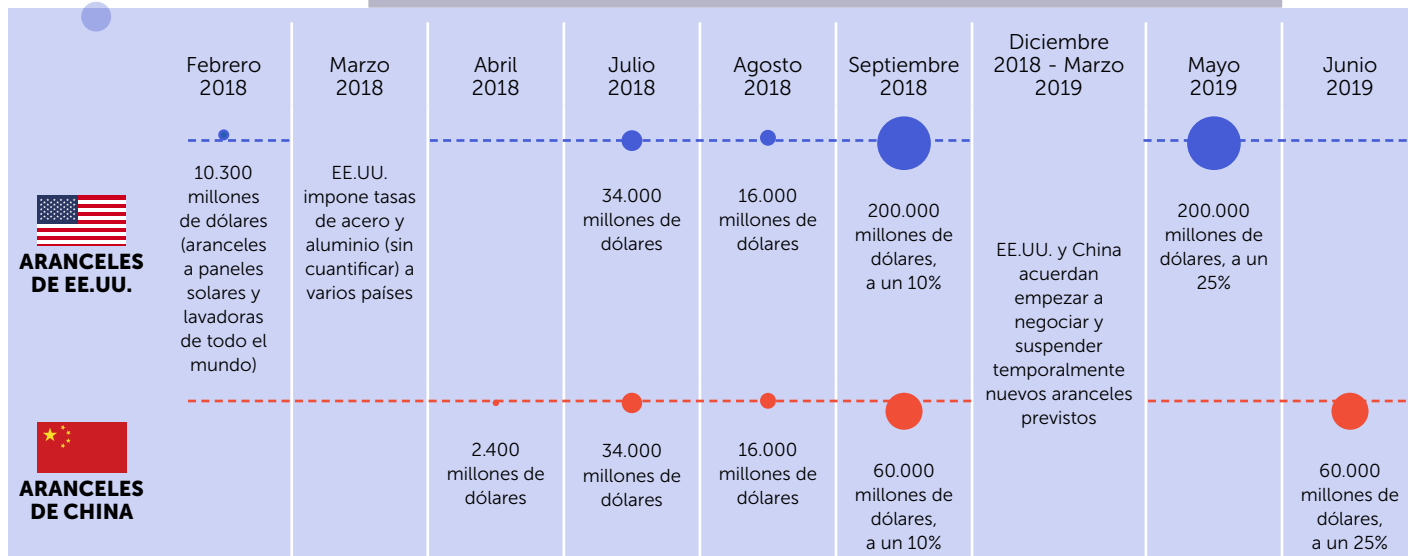 Febrero
2018
Marzo
2018
Abril
2018
Julio
2018
Agosto
2018
Septiembre
2018
Diciembre
2018 - Marzo
2019
Mayo
2019
Junio
2019
ARANCELES
DE EE.UU.
10.300
millones
de dólares
(aranceles
a paneles
solares y
lavadoras
de todo el
mundo)
EE.UU.
impone tasas
de acero y
aluminio (sin
cuantificar) a
varios países
34.000
millones de
dólares
16.000
millones de
dólares
200.000
millones de
dólares,
a un 10%
EE.UU. y China
acuerdan
empezar a
negociar y
suspender
temporalmente
nuevos aranceles
previstos
200.000
millones de
dólares, a un
25%
ARANCELES
DE CHINA
2.400
millones de
dólares
34.000
millones de
dólares
16.000
millones de
dólares
60.000
millones de
dólares,
a un 10%
60.000
millones de
dólares,
a un 25%